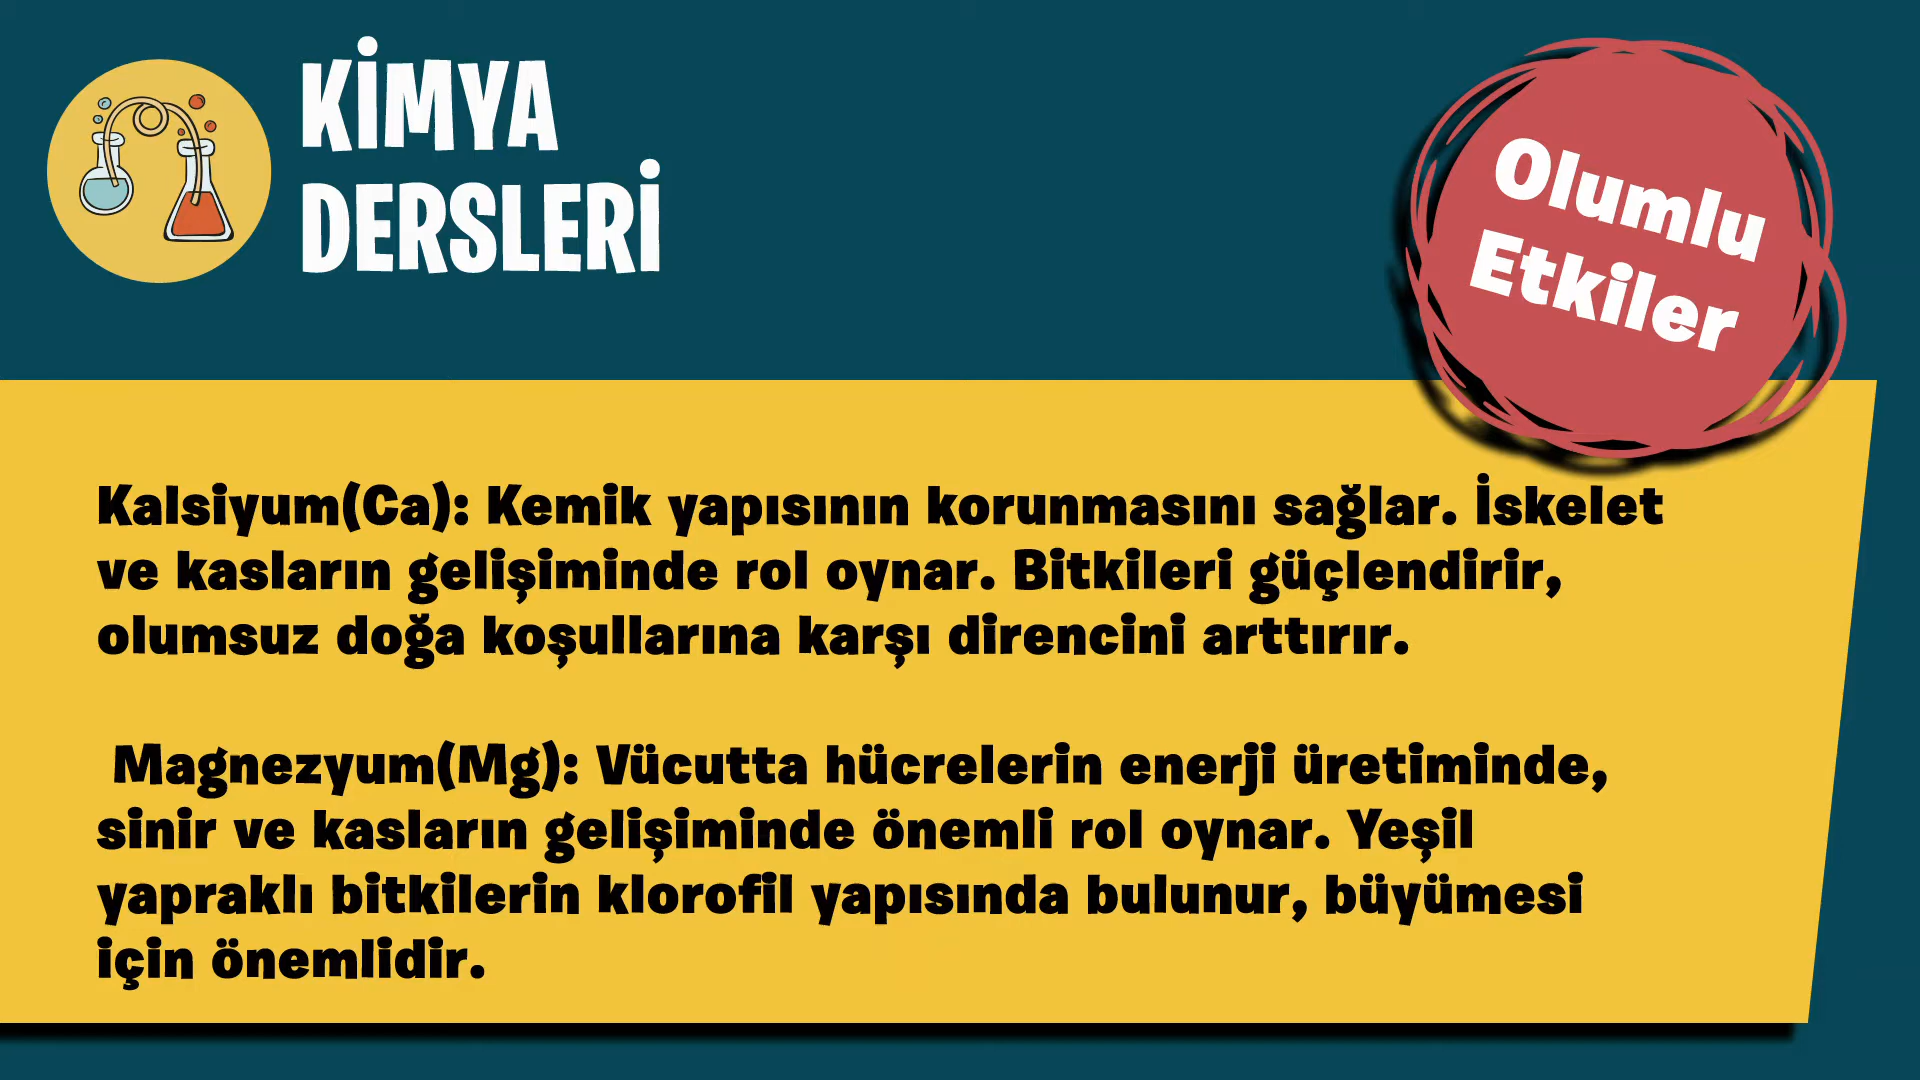 KİMYA
DERSLERİ
Olumlu
Etkiler
Kalsiyum(Ca): Kemik yapısının korunmasını sağlar. İskelet
ve kasların gelişiminde rol oynar. Bitkileri güçlendirir,
olumsuz doğa koşullarına karşı direncini arttırır.
Magnezyum(Mg): Vücutta hücrelerin enerji üretiminde,
sinir ve kasların gelişiminde önemli rol oynar. Yeşil
yapraklı bitkilerin klorofil yapısında bulunur, büyümesi
için önemlidir.